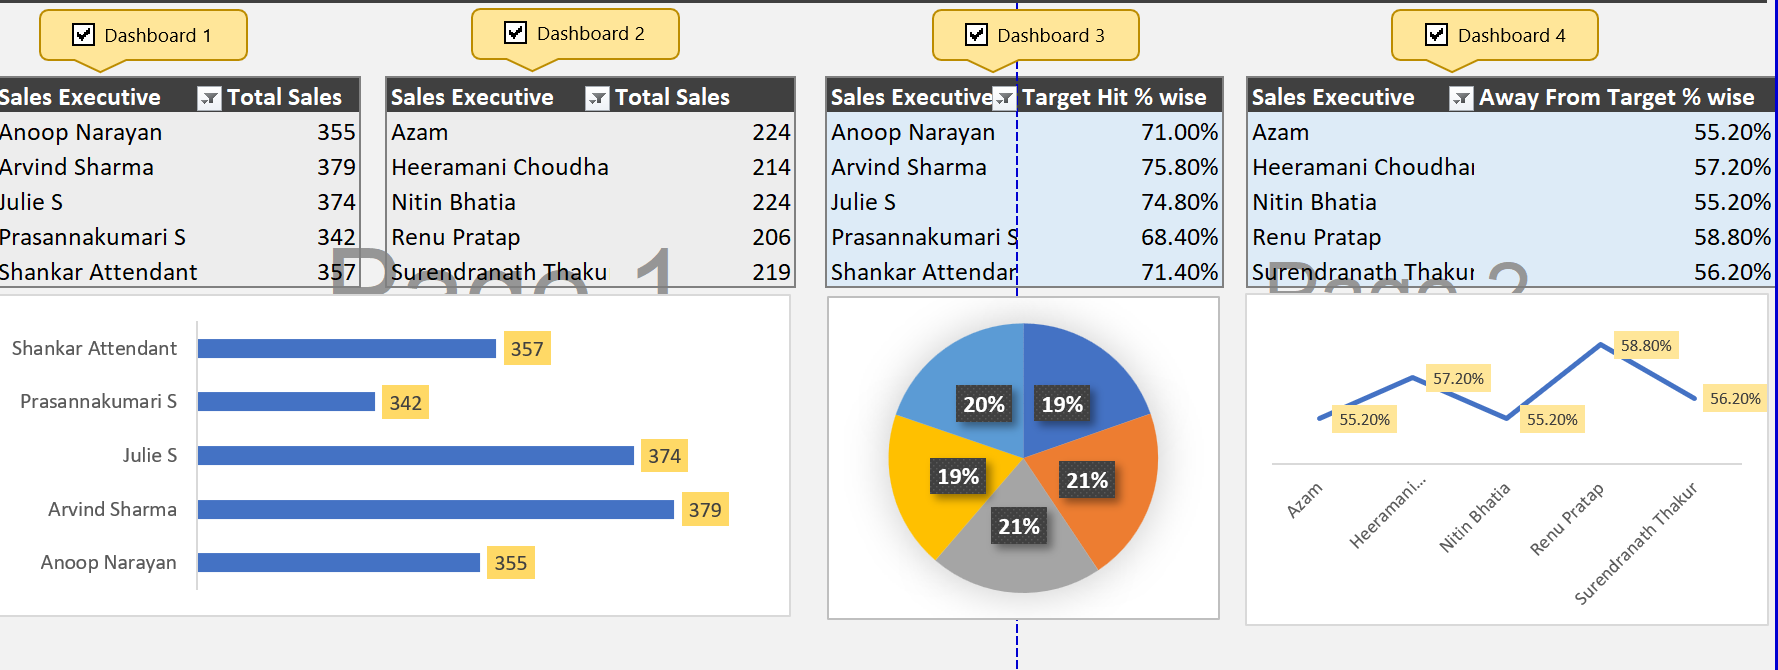 Dashboard 1
Dashboard 2
Dashboard 3
Dashboard 4
Sales Executive Total Sales
Anoop Narayan 355
Arvind Sharma 379
Julie S 374
Prasannakumari S 342
Shankar Attendant 357
Sales Executive Total Sales
Azam 224
Heeramani Choudha 214
Nitin Bhatia 224
Renu Pratap 206
Surendranath Thaku 219
Page 1
Sales Executive Target Hit % wise
Anoop Narayan 71.00%
Arvind Sharma 75.80%
Julie S 74.80%
Prasannakumari S 68.40%
Shankar Attendar 71.40%
Sales Executive Away From Target % wise
Azam 55.20%
Heeramani Choudhar 57.20%
Nitin Bhatia 55.20%
Renu Pratap 58.80%
Surendranath Thakur 56.20%
Page 2
Shankar Attendant 357
Prasannakumari S 342
Julie S 374
Arvind Sharma 379
Anoop Narayan 355
20% 19%
19% 21%
21%
58.80%
57.20%
56.20%
55.20% 55.20%
Azam
Heeramani...
Nitin Bhatia
Renu Pratap
Surendranath Thakur